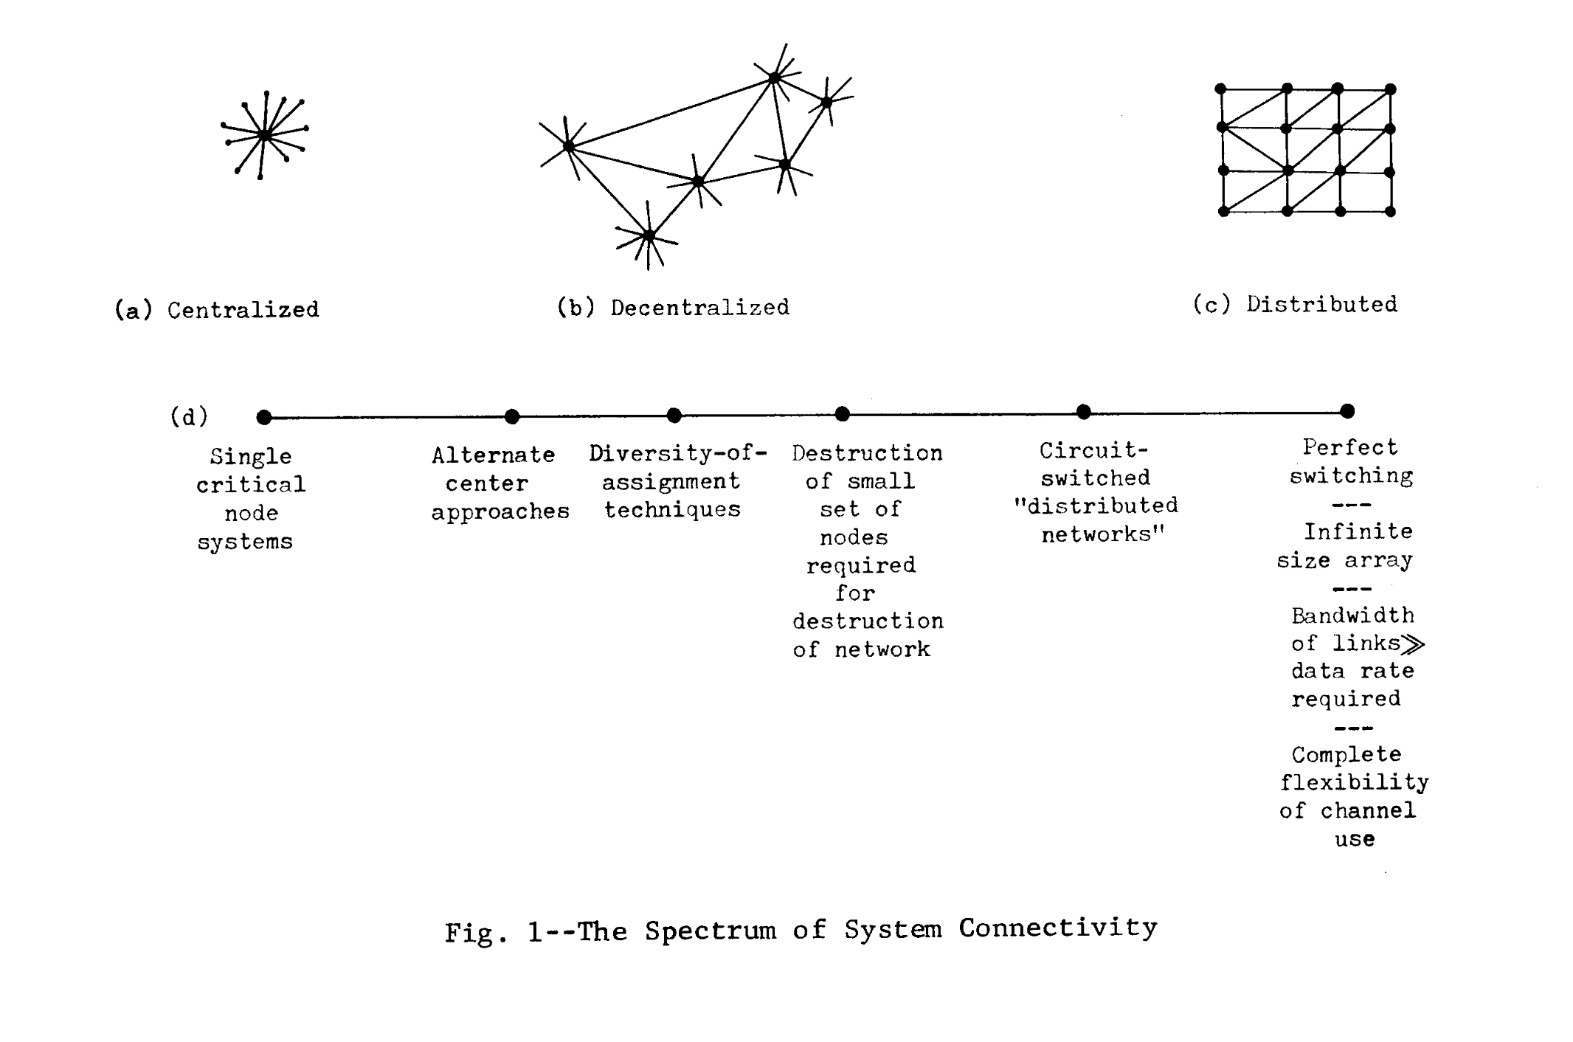 (a) Centralized
(b) Decentralized
(c) Distributed
(d)
Single
critical
node
systems
Alternate
center
approaches
Diversity-of-
assignment
techniques
Destruction
of small
set of
nodes
required
for
destruction
of network
Circuit-
switched
"distributed
networks"
Perfect
switching
---
Infinite
size array
---
Bandwidth
of links≫
data rate
required
---
Complete
flexibility
of channel
use
Fig. 1--The Spectrum of System Connectivity